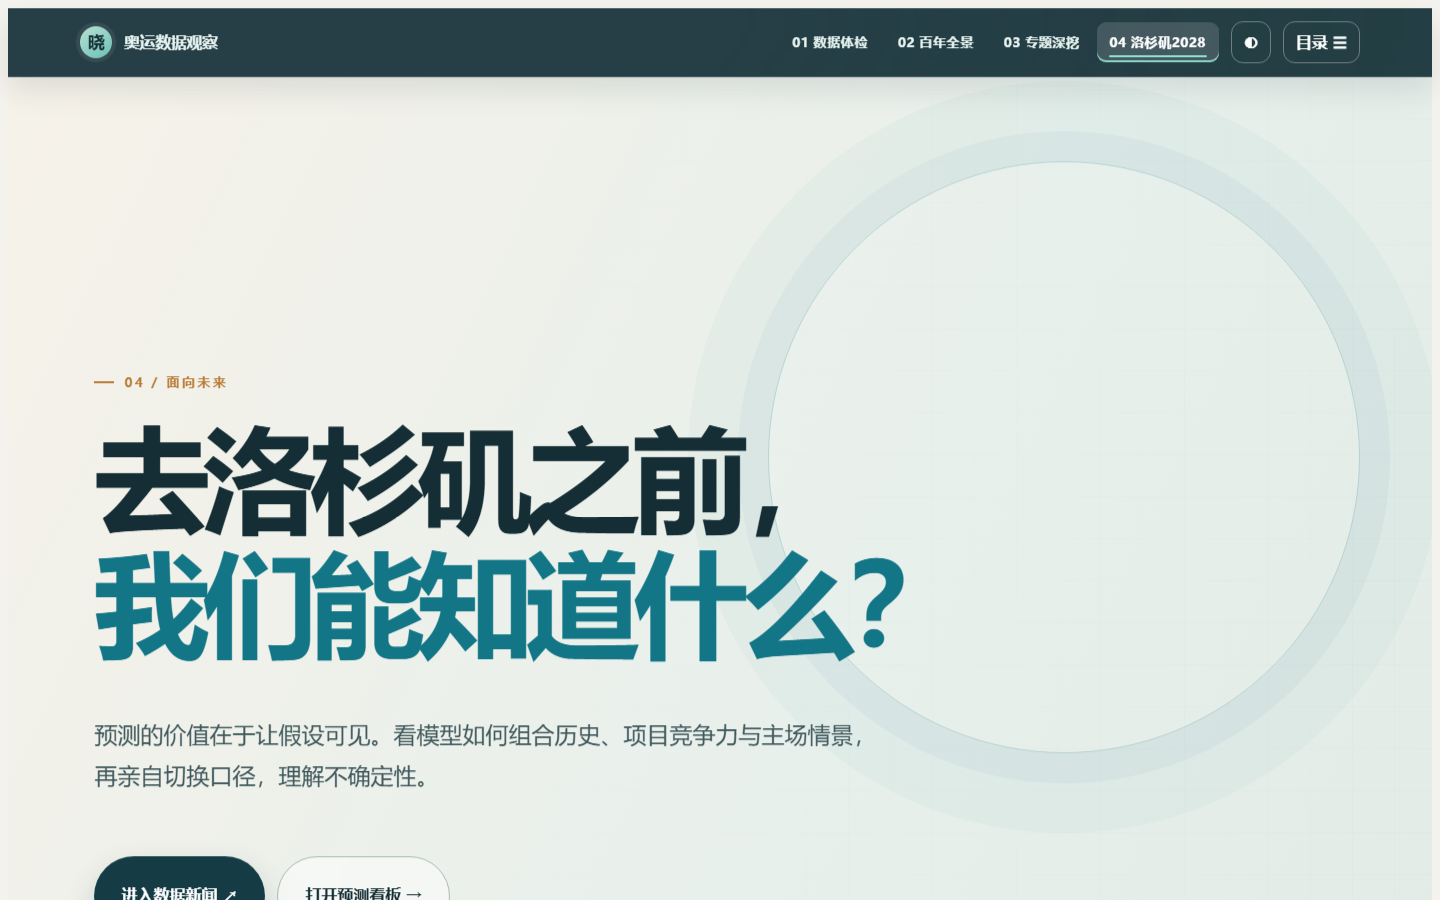 晓 奥运数据观察 01 数据体检 02 百年全景 03 专题深挖 04 洛杉矶2028 目录
04 / 面向未来
去洛杉矶之前，
我们能知道什么？
预测的价值在于让假设可见。看模型如何组合历史、项目竞争力与主场情景，
再亲自切换口径，理解不确定性。
进入数据新闻 ↗ 打开预测看板 →